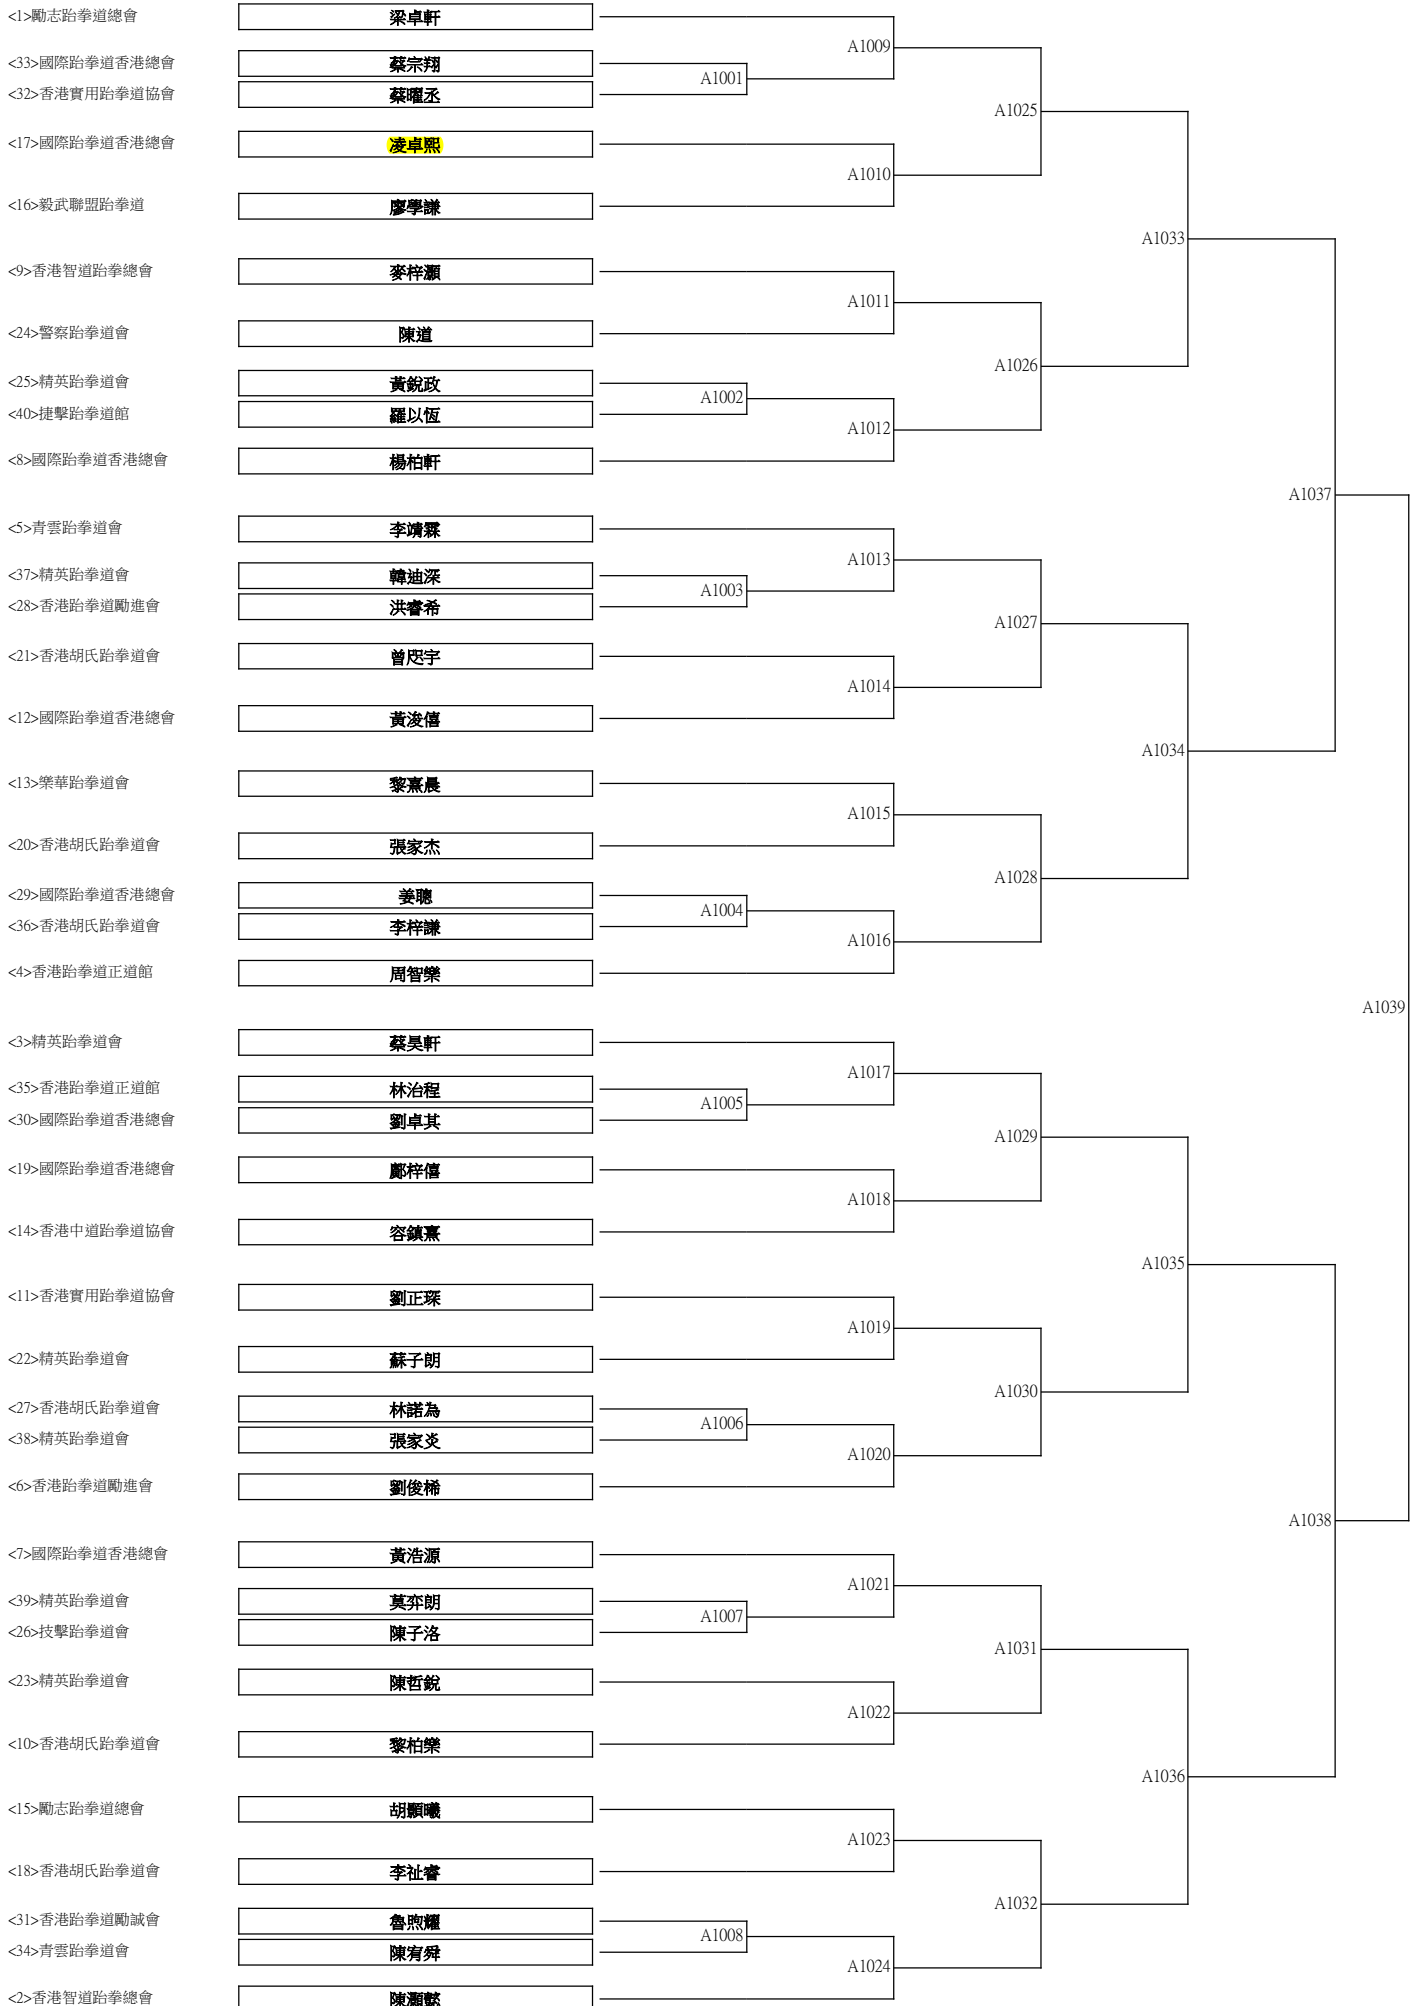 <1>勵志跆拳道總會 梁卓軒
A1009
<33>國際跆拳道香港總會 蔡宗翔
A1001
<32>香港實用跆拳道協會 蔡曜丞
A1025
<17>國際跆拳道香港總會 凌卓熙
A1010
<16>毅武聯盟跆拳道 廖學謙
A1033
<9>香港智道跆拳總會 麥梓灝
A1011
<24>警察跆拳道會 陳道
A1026
<25>精英跆拳道會 黃銳政
A1002
<40>捷擊跆拳道館 羅以恆
A1012
<8>國際跆拳道香港總會 楊柏軒
A1037
<5>青雲跆拳道會 李靖霖
A1013
<37>精英跆拳道會 韓迪深
A1003
<28>香港跆拳道勵進會 洪睿希
A1027
<21>香港胡氏跆拳道會 曾咫宇
A1014
<12>國際跆拳道香港總會 黃浚僖
A1034
<13>樂華跆拳道會 黎熹晨
A1015
<20>香港胡氏跆拳道會 張家杰
A1028
<29>國際跆拳道香港總會 姜聰
A1004
<36>香港胡氏跆拳道會 李梓謙
A1016
<4>香港跆拳道正道館 周智樂
A1039
<3>精英跆拳道會 蔡昊軒
A1017
<35>香港跆拳道正道館 林治程
A1005
<30>國際跆拳道香港總會 劉卓其
A1029
<19>國際跆拳道香港總會 鄺梓僖
A1018
<14>香港中道跆拳道協會 容鎮熹
A1035
<11>香港實用跆拳道協會 劉正琛
A1019
<22>精英跆拳道會 蘇子朗
A1030
<27>香港胡氏跆拳道會 林諾為
A1006
<38>精英跆拳道會 張家炎
A1020
<6>香港跆拳道勵進會 劉俊桸
A1038
<7>國際跆拳道香港總會 黃浩源
A1021
<39>精英跆拳道會 莫弈朗
A1007
<26>技擊跆拳道會 陳子洛
A1031
<23>精英跆拳道會 陳哲銳
A1022
<10>香港胡氏跆拳道會 黎柏樂
A1036
<15>勵志跆拳道總會 胡顥曦
A1023
<18>香港胡氏跆拳道會 李祉睿
A1032
<31>香港跆拳道勵誠會 魯煦耀
A1008
<34>青雲跆拳道會 陳宥舜
A1024
<2>香港智道跆拳總會 陳灝懿